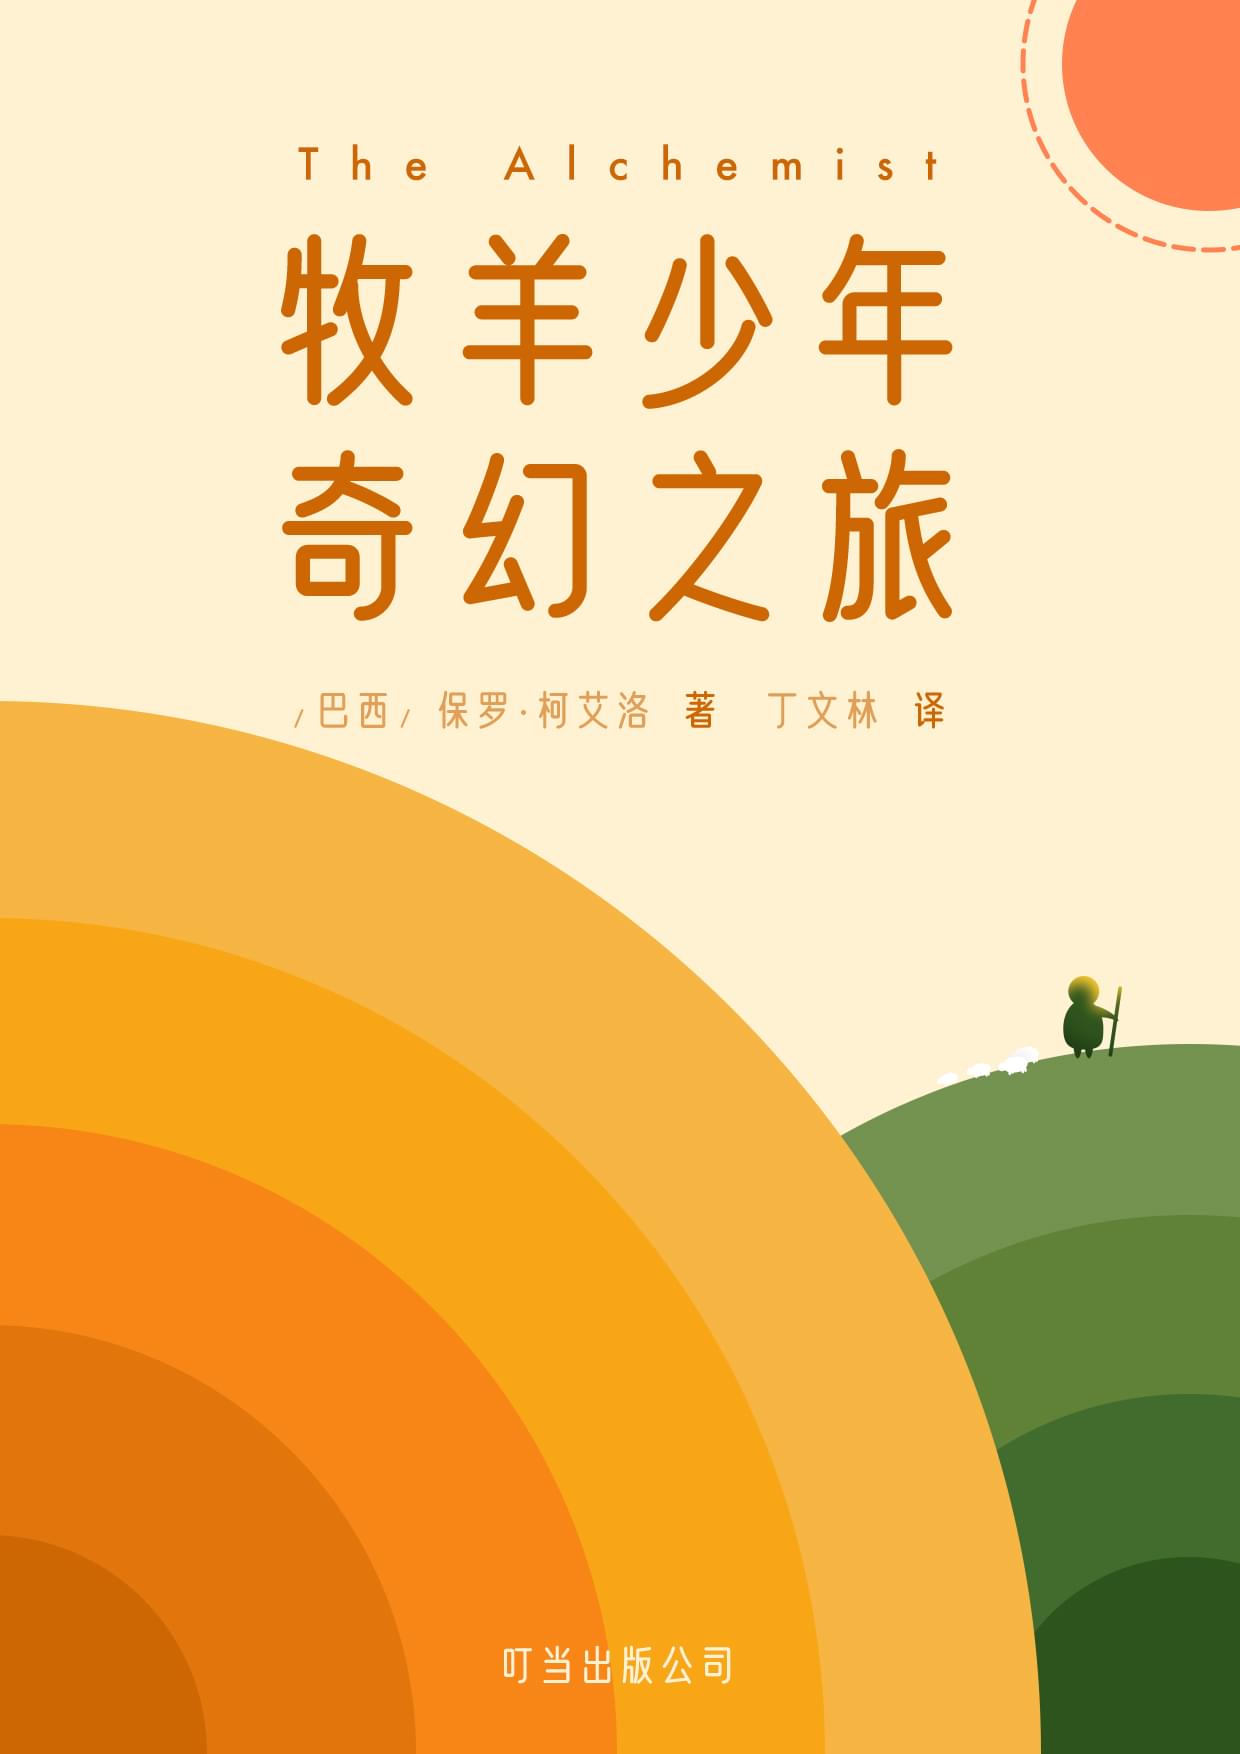 The Alchemist
牧羊少年
奇幻之旅
/巴西/ 保罗·柯艾洛 著 丁文林 译
叮当出版公司